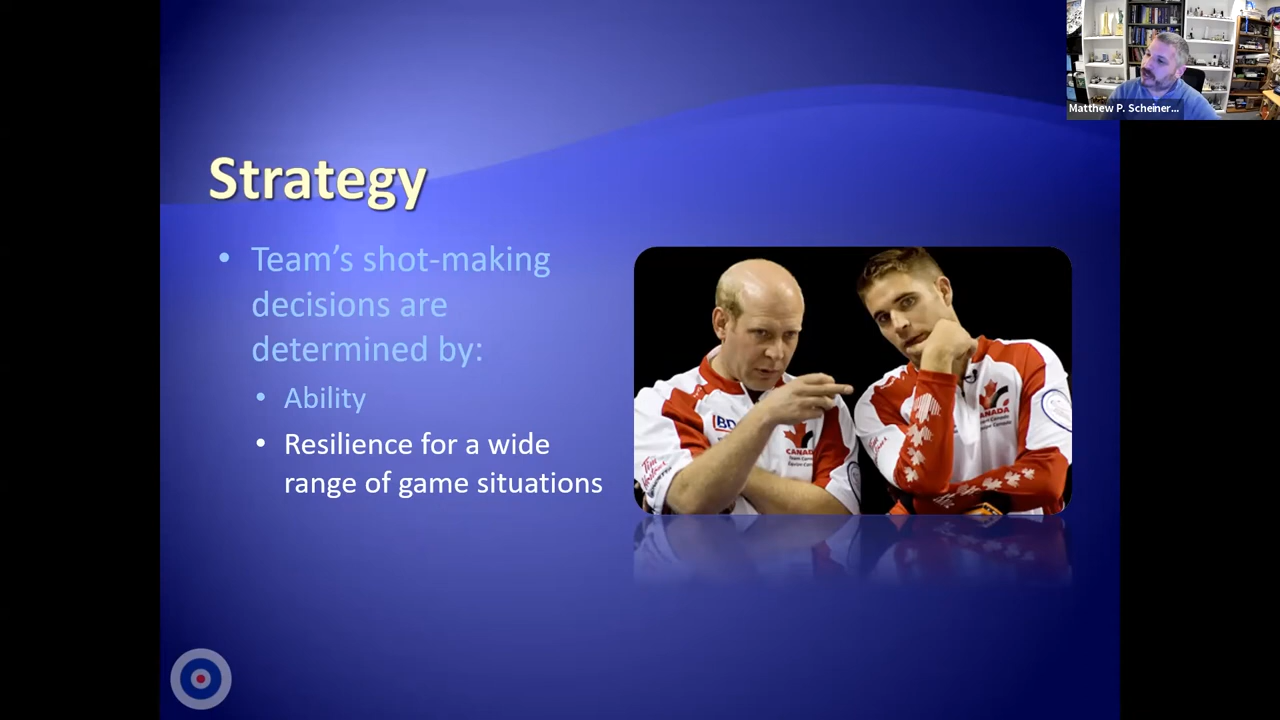 Matthew P. Scheiner...
Strategy
• Team's shot-making
decisions are
determined by:
• Ability
• Resilience for a wide
range of game situations
CANADA
CANADA